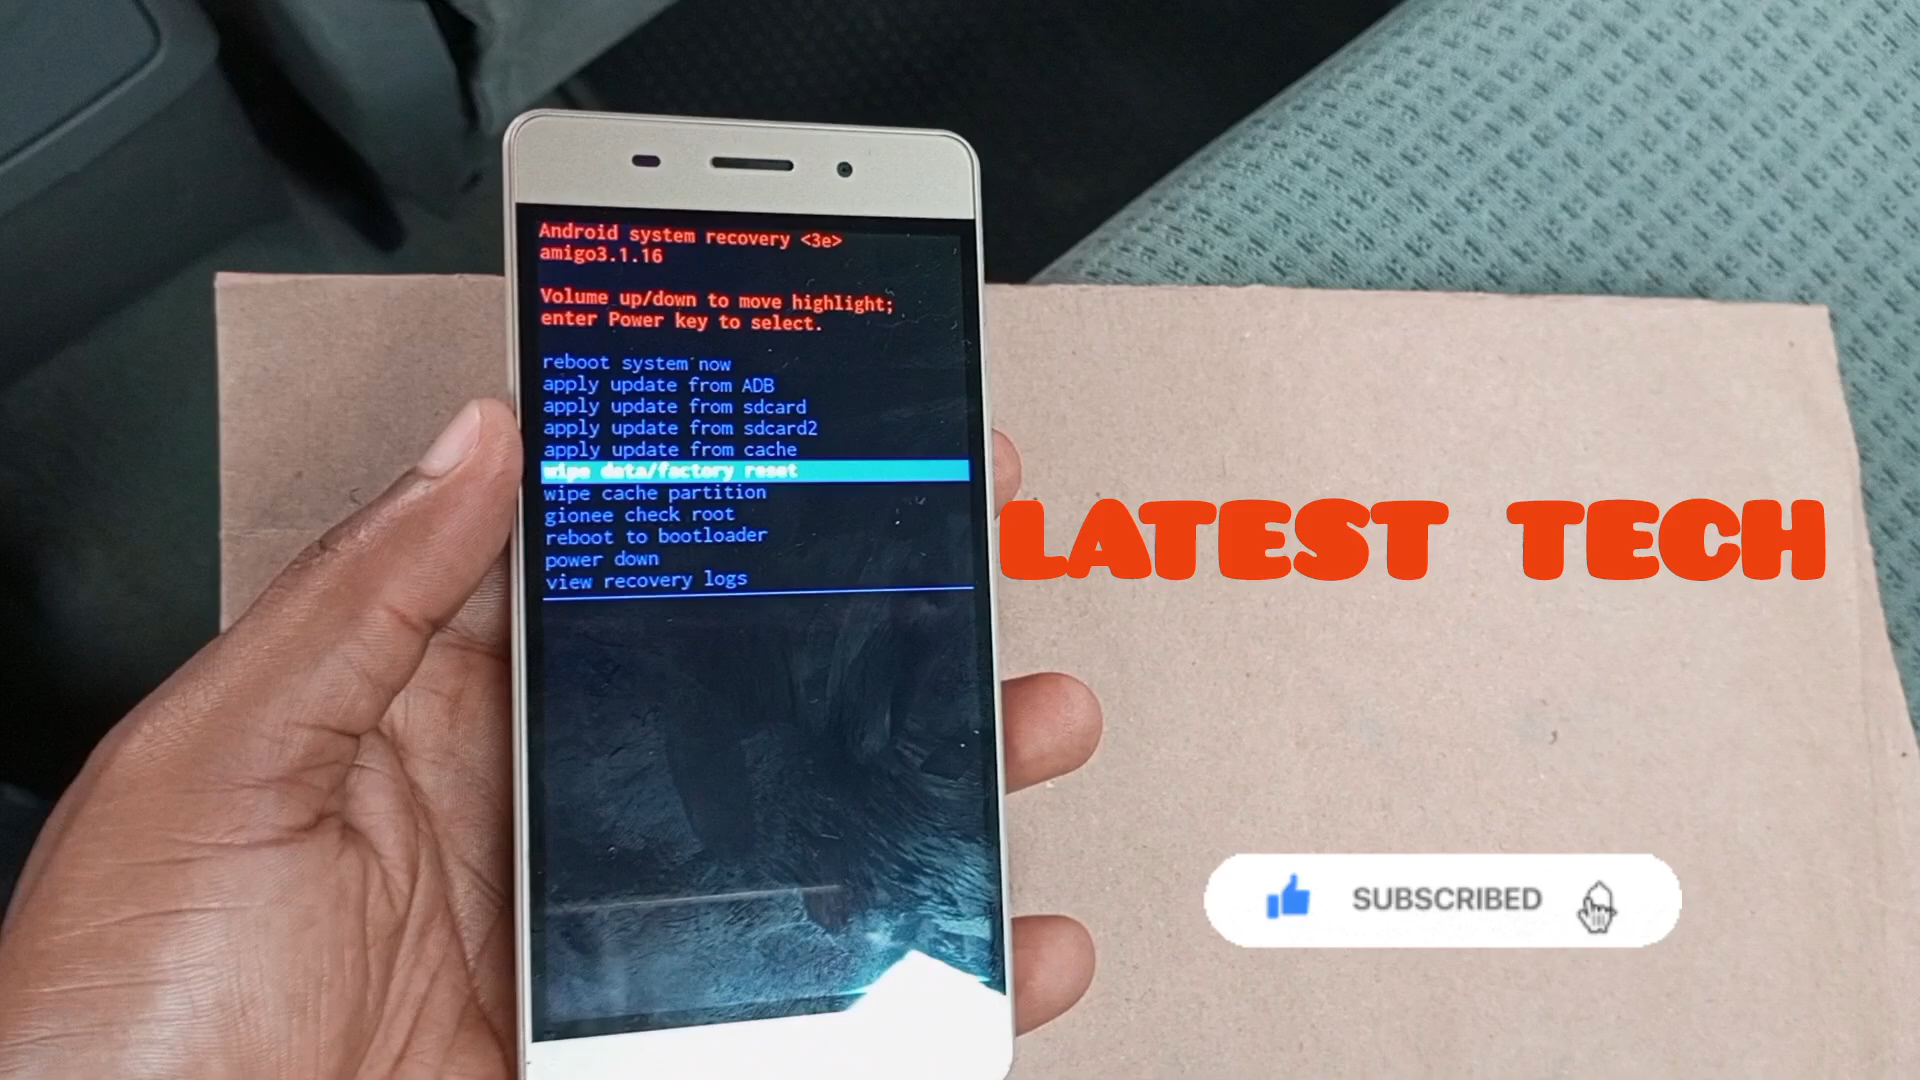 Android system recovery <3e>
amigo3.1.16
Volume up/down to move highlight;
enter Power key to select.
reboot system now
apply update from ADB
apply update from sdcard
apply update from sdcard2
apply update from cache
wipe data/factory reset
wipe cache partition
gionee check root
reboot to bootloader
power down
view recovery logs
LATEST TECH
SUBSCRIBED